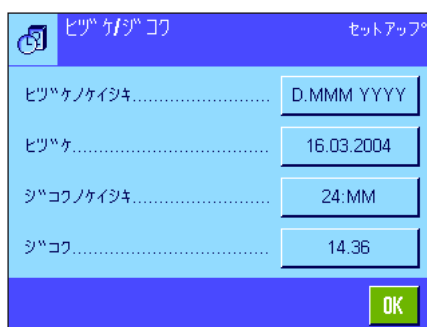 ヒヅケ/ジコク セットアップ
ヒヅケノケイシキ........................ D.MMM YYYY
ヒヅケ.................................... 16.03.2004
ジコクノケイシキ........................ 24:MM
ジコク.................................... 14.36
OK